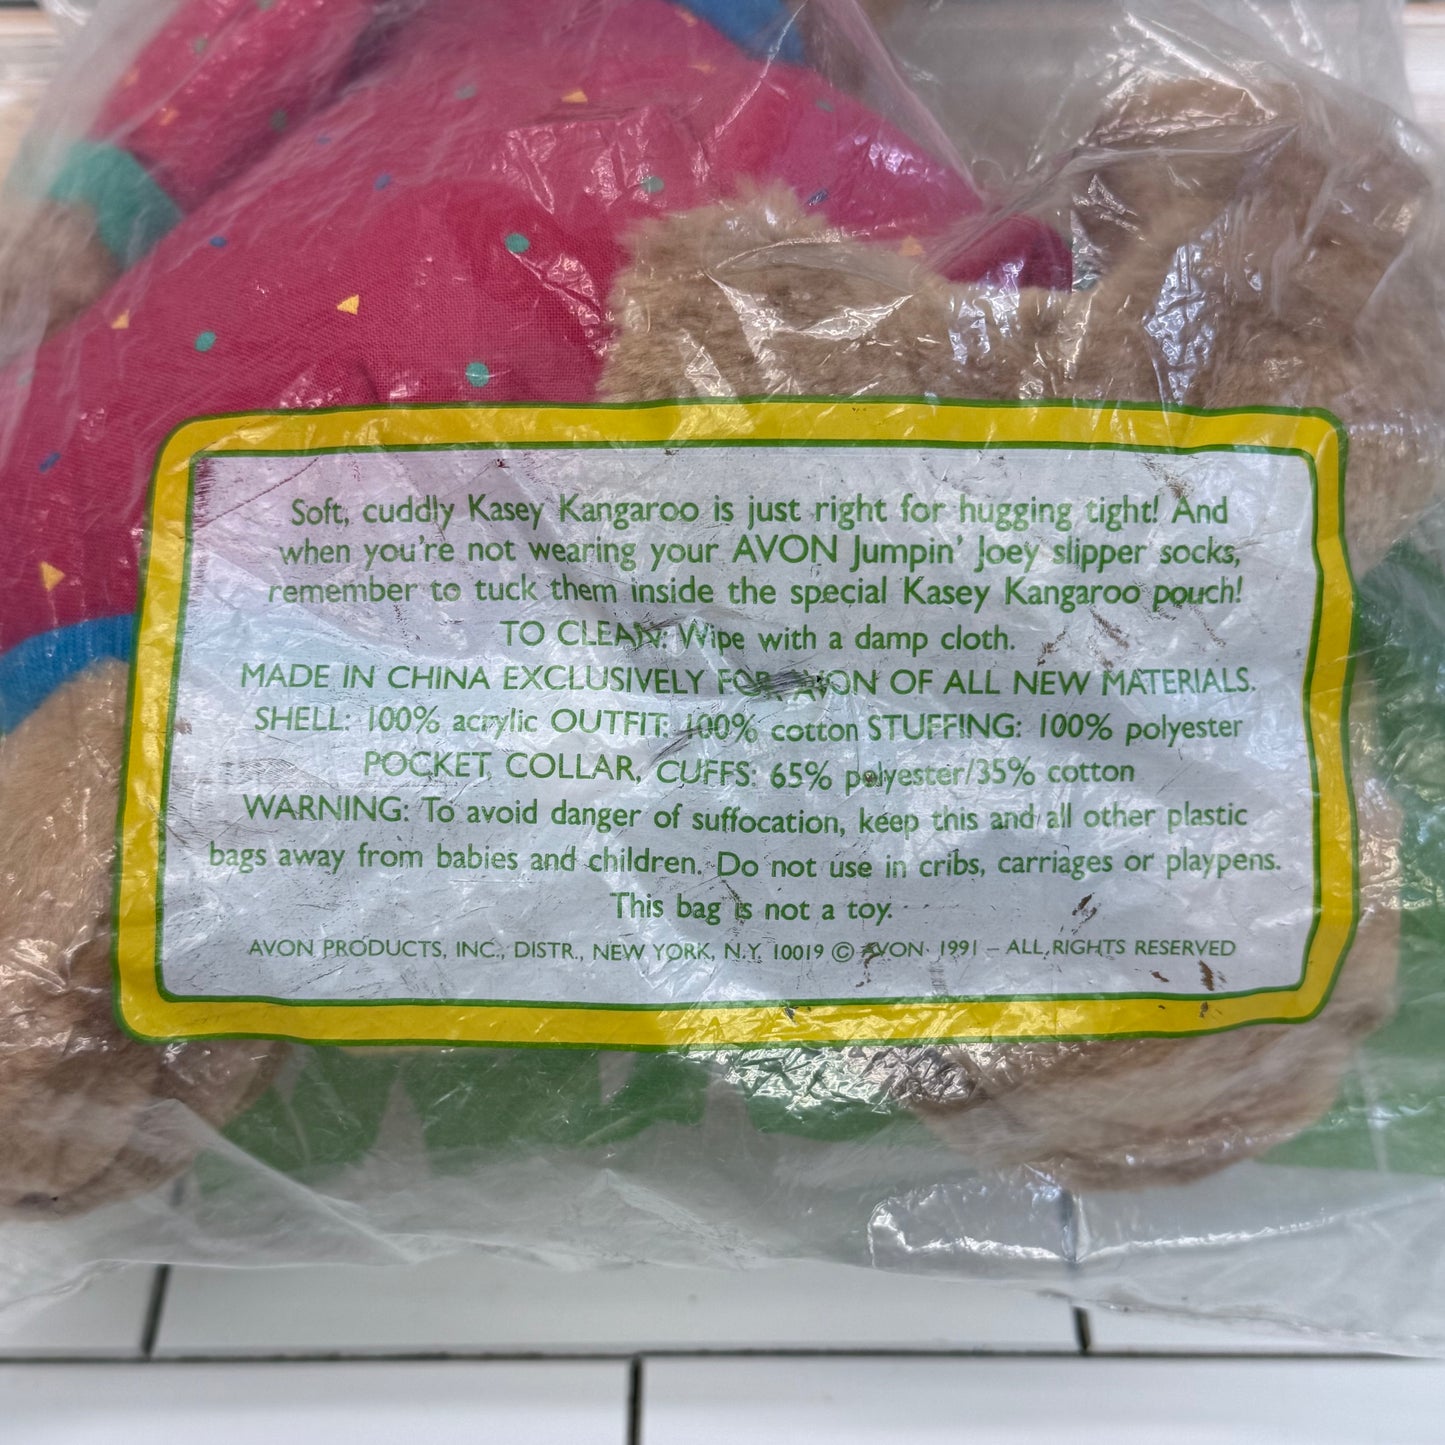 Soft, cuddly Kasey Kangaroo is just right for hugging tight! And
when you're not wearing your AVON Jumpin' Joey slipper socks,
remember to tuck them inside the special Kasey Kangaroo pouch!
TO CLEAN: Wipe with a damp cloth.
MADE IN CHINA EXCLUSIVELY FOR AVON OF ALL NEW MATERIALS.
SHELL: 100% acrylic OUTFIT: 100% cotton STUFFING: 100% polyester
POCKET, COLLAR, CUFFS: 65% polyester/35% cotton
WARNING: To avoid danger of suffocation, keep this and all other plastic
bags away from babies and children. Do not use in cribs, carriages or playpens.
This bag is not a toy.
AVON PRODUCTS, INC., DISTR., NEW YORK, N.Y. 10019 © AVON 1991 – ALL RIGHTS RESERVED